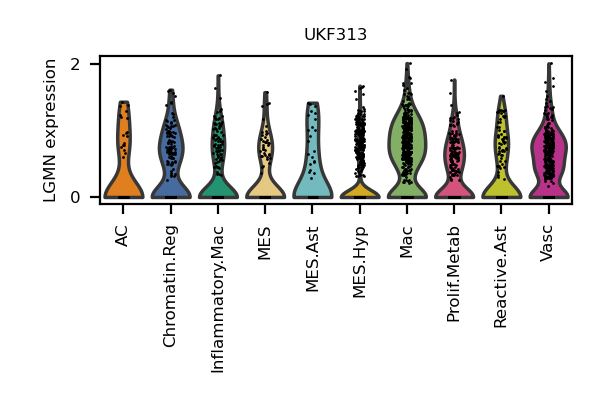 UKF313
LGMN expression
2
0
AC
Chromatin.Reg
Inflammatory.Mac
MES
MES.Ast
MES.Hyp
Mac
Prolif.Metab
Reactive.Ast
Vasc